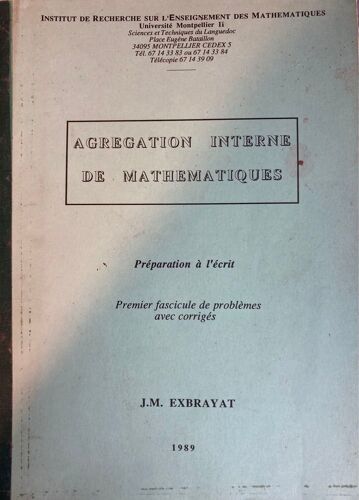 INSTITUT DE RECHERCHE SUR L'ENSEIGNEMENT DES MATHEMATIQUES
Université Montpellier Ii
Sciences et Techniques du Languedoc
Place Eugène Bataillon
34095 MONTPELLIER CEDEX 5
Tél. 67 14 33 83 ou 67 14 33 84
Télécopie 67 14 39 09
AGREGATION INTERNE
DE MATHEMATIQUES
Préparation à l'écrit
Premier fascicule de problèmes
avec corrigés
J.M. EXBRAYAT
1989